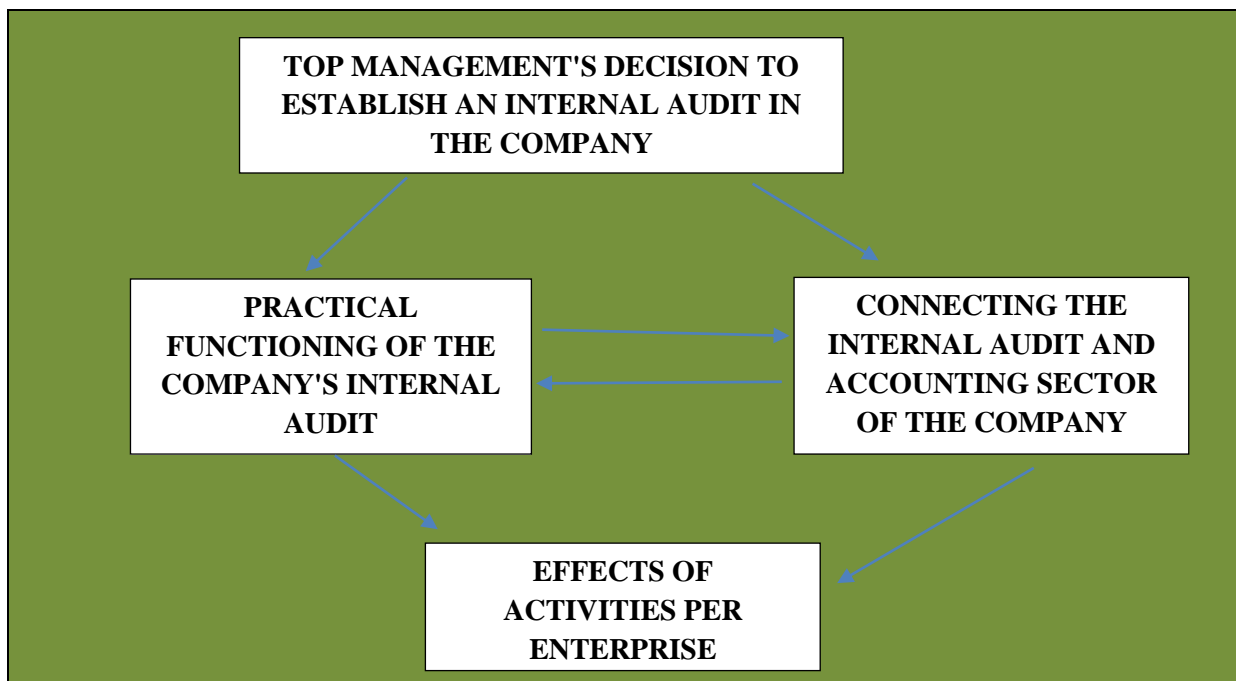 TOP MANAGEMENT'S DECISION TO
ESTABLISH AN INTERNAL AUDIT IN
THE COMPANY
PRACTICAL
FUNCTIONING OF THE
COMPANY'S INTERNAL
AUDIT
CONNECTING THE
INTERNAL AUDIT AND
ACCOUNTING SECTOR
OF THE COMPANY
EFFECTS OF
ACTIVITIES PER
ENTERPRISE